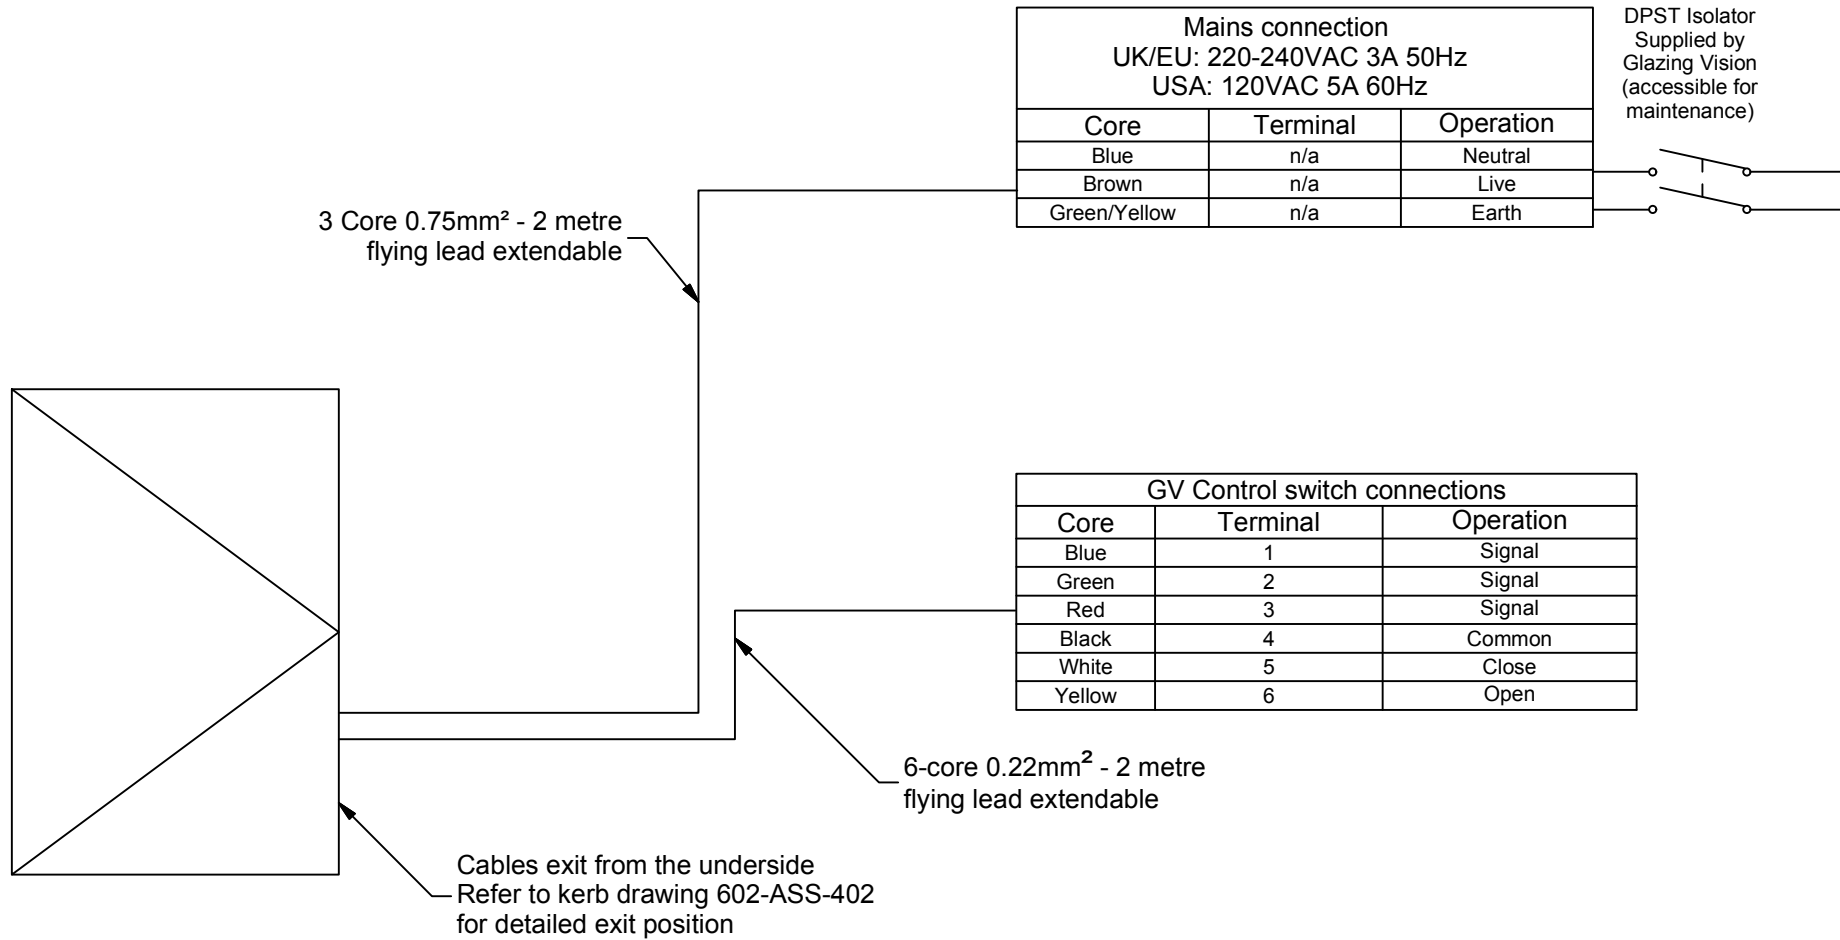 Mains connection
UK/EU: 220-240VAC 3A 50Hz
USA: 120VAC 5A 60Hz
Core Terminal Operation
Blue n/a Neutral
Brown n/a Live
Green/Yellow n/a Earth
DPST Isolator
Supplied by
Glazing Vision
(accessible for
maintenance)
3 Core 0.75mm² - 2 metre
flying lead extendable
GV Control switch connections
Core Terminal Operation
Blue 1 Signal
Green 2 Signal
Red 3 Signal
Black 4 Common
White 5 Close
Yellow 6 Open
6-core 0.22mm² - 2 metre
flying lead extendable
Cables exit from the underside
Refer to kerb drawing 602-ASS-402
for detailed exit position